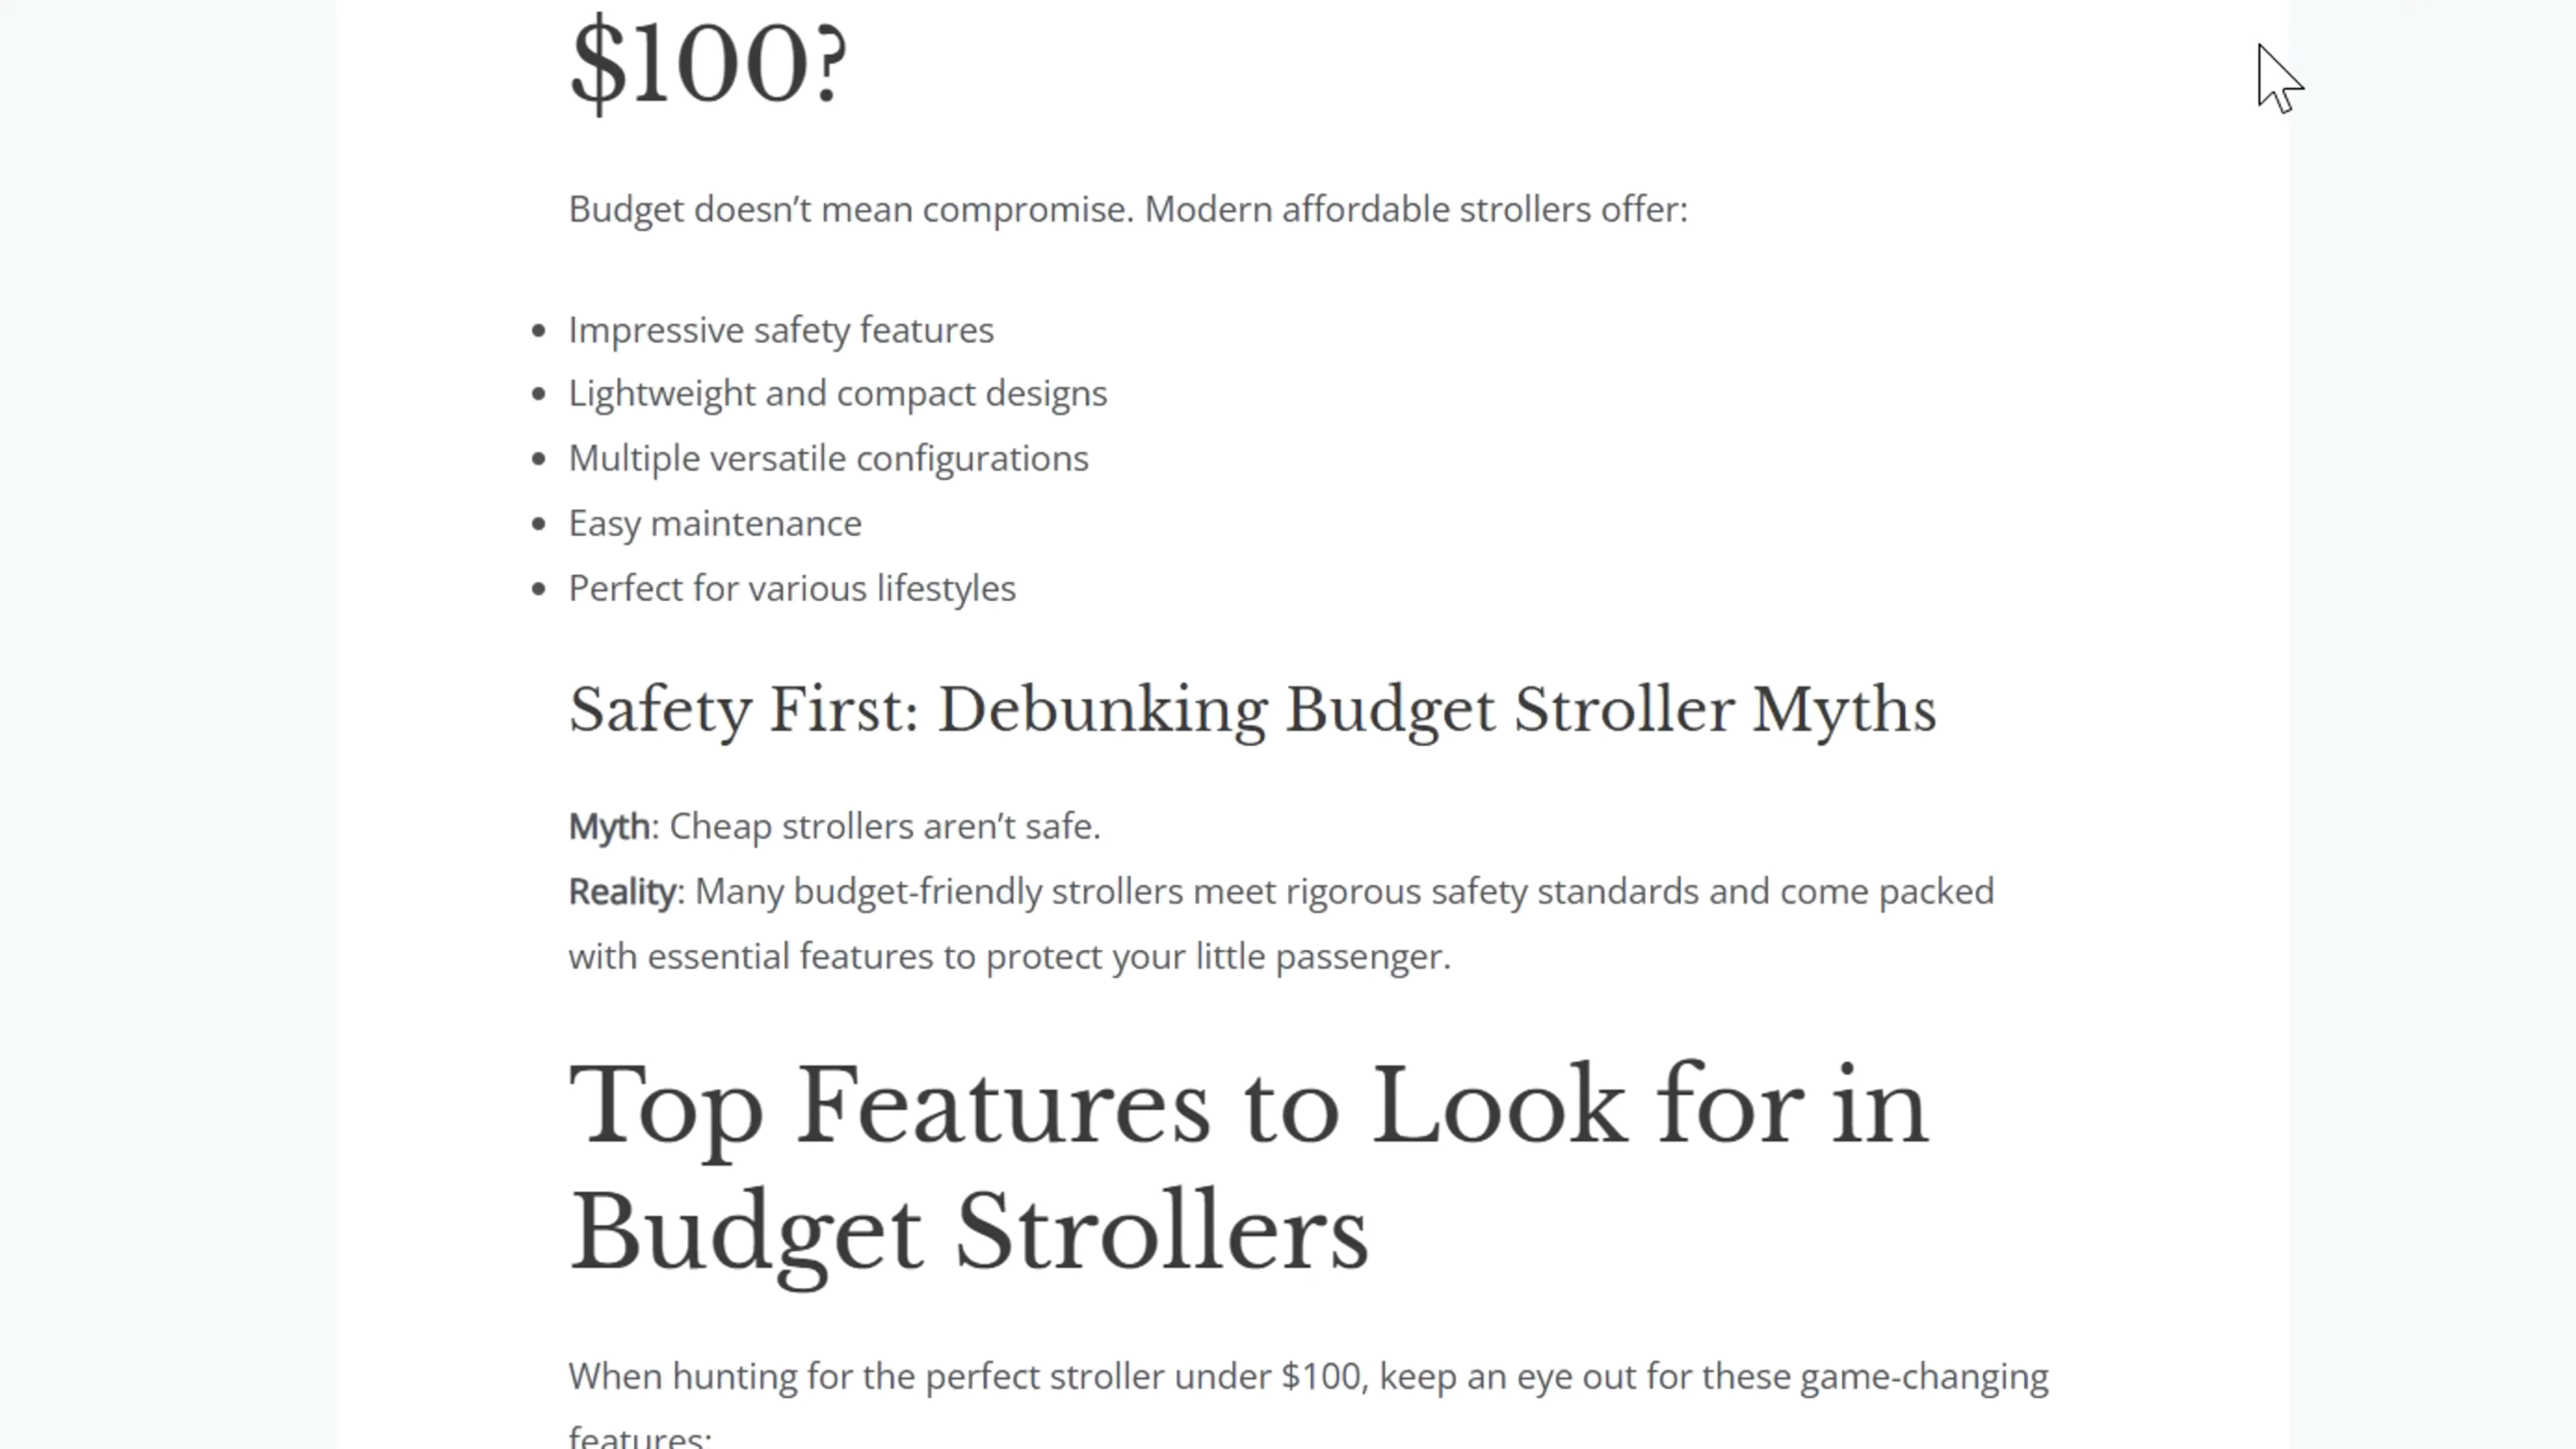 $100?
Budget doesn’t mean compromise. Modern affordable strollers offer:
• Impressive safety features
• Lightweight and compact designs
• Multiple versatile configurations
• Easy maintenance
• Perfect for various lifestyles
Safety First: Debunking Budget Stroller Myths
Myth: Cheap strollers aren’t safe.
Reality: Many budget-friendly strollers meet rigorous safety standards and come packed
with essential features to protect your little passenger.
Top Features to Look for in
Budget Strollers
When hunting for the perfect stroller under $100, keep an eye out for these game-changing
features: